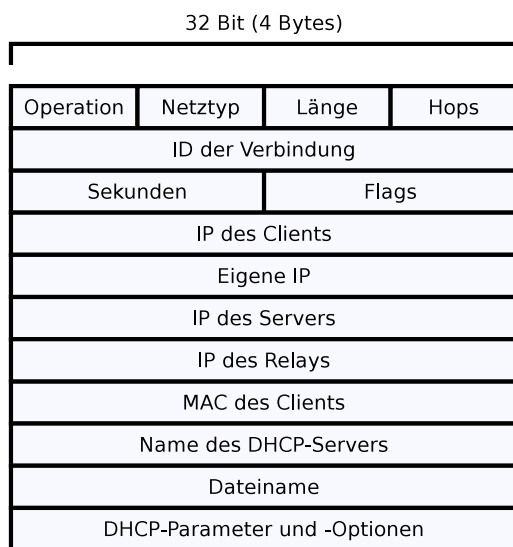 32 Bit (4 Bytes)
Operation Netztyp Länge Hops
ID der Verbindung
Sekunden Flags
IP des Clients
Eigene IP
IP des Servers
IP des Relays
MAC des Clients
Name des DHCP-Servers
Dateiname
DHCP-Parameter und -Optionen